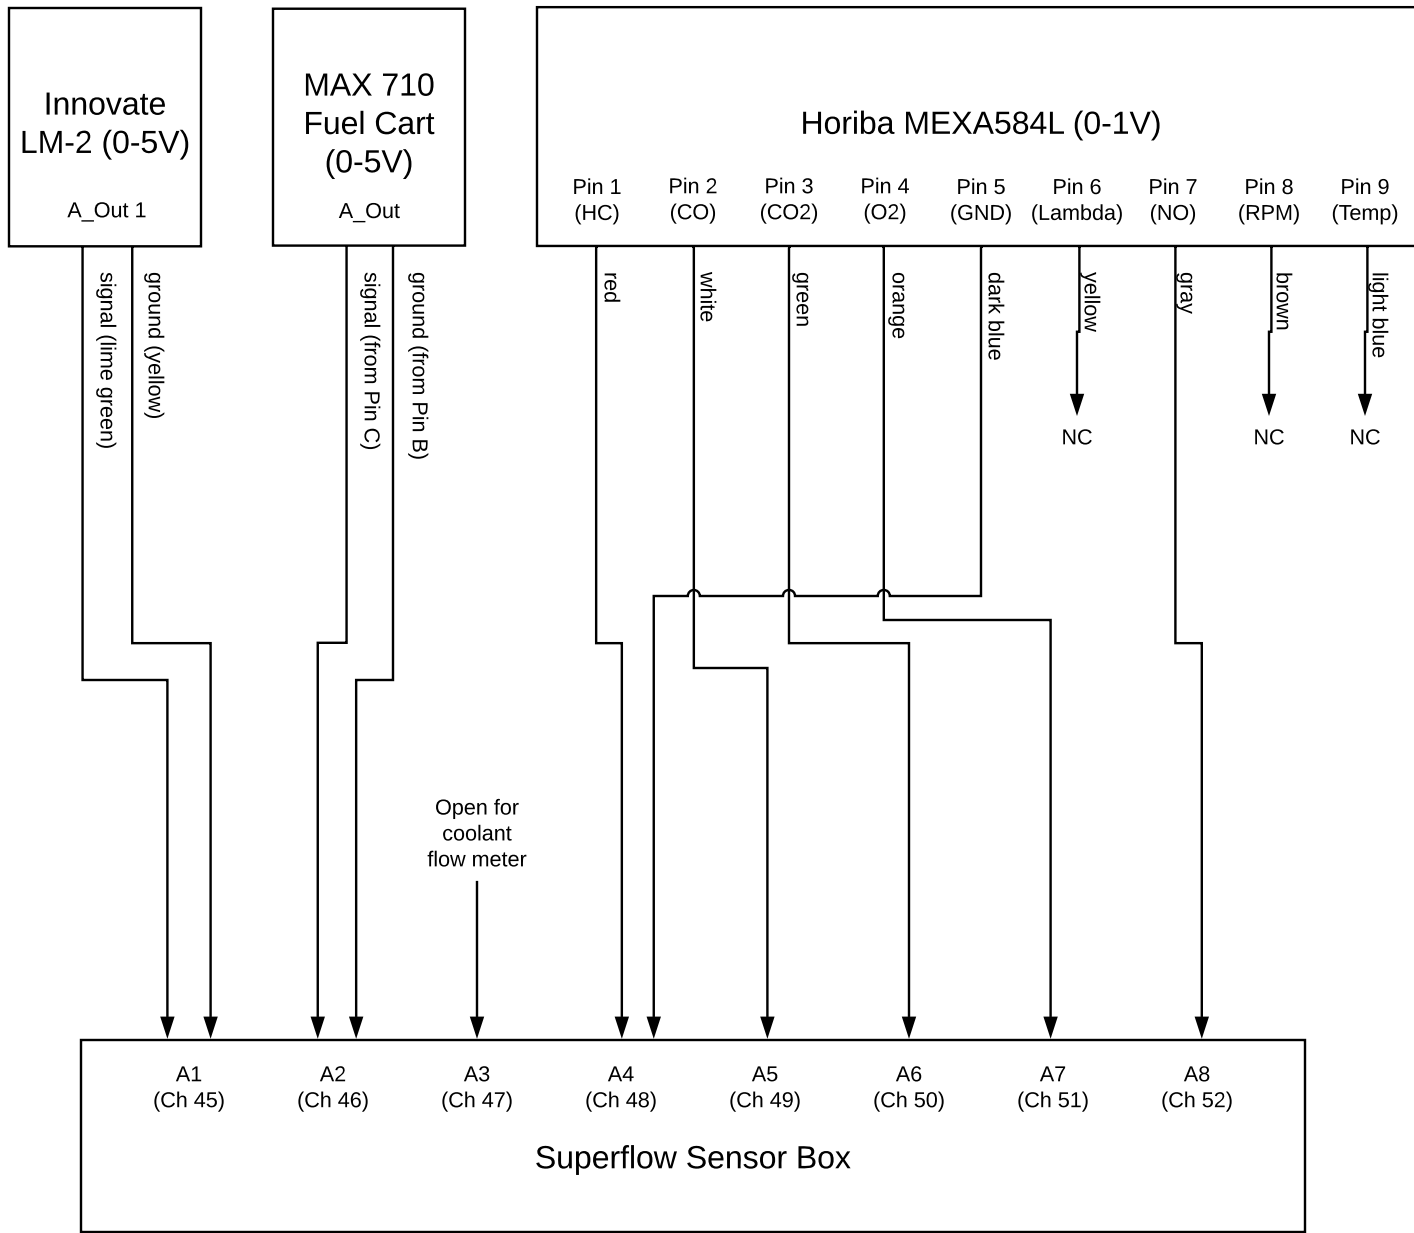 Innovate
LM-2 (0-5V)
A_Out 1
MAX 710
Fuel Cart
(0-5V)
A_Out
Horiba MEXA584L (0-1V)
Pin 1
(HC)
Pin 2
(CO)
Pin 3
(CO2)
Pin 4
(O2)
Pin 5
(GND)
Pin 6
(Lambda)
Pin 7
(NO)
Pin 8
(RPM)
Pin 9
(Temp)
signal (lime green)
ground (yellow)
signal (from Pin C)
ground (from Pin B)
red
white
green
orange
dark blue
yellow
gray
brown
light blue
NC
NC
NC
Open for
coolant
flow meter
A1
(Ch 45)
A2
(Ch 46)
A3
(Ch 47)
A4
(Ch 48)
A5
(Ch 49)
A6
(Ch 50)
A7
(Ch 51)
A8
(Ch 52)
Superflow Sensor Box